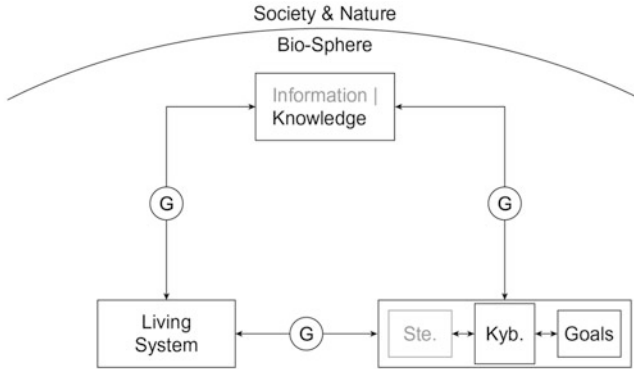 Society & Nature
Bio-Sphere
Information |
Knowledge
G
G
Living
System
G
Ste.
Kyb.
Goals